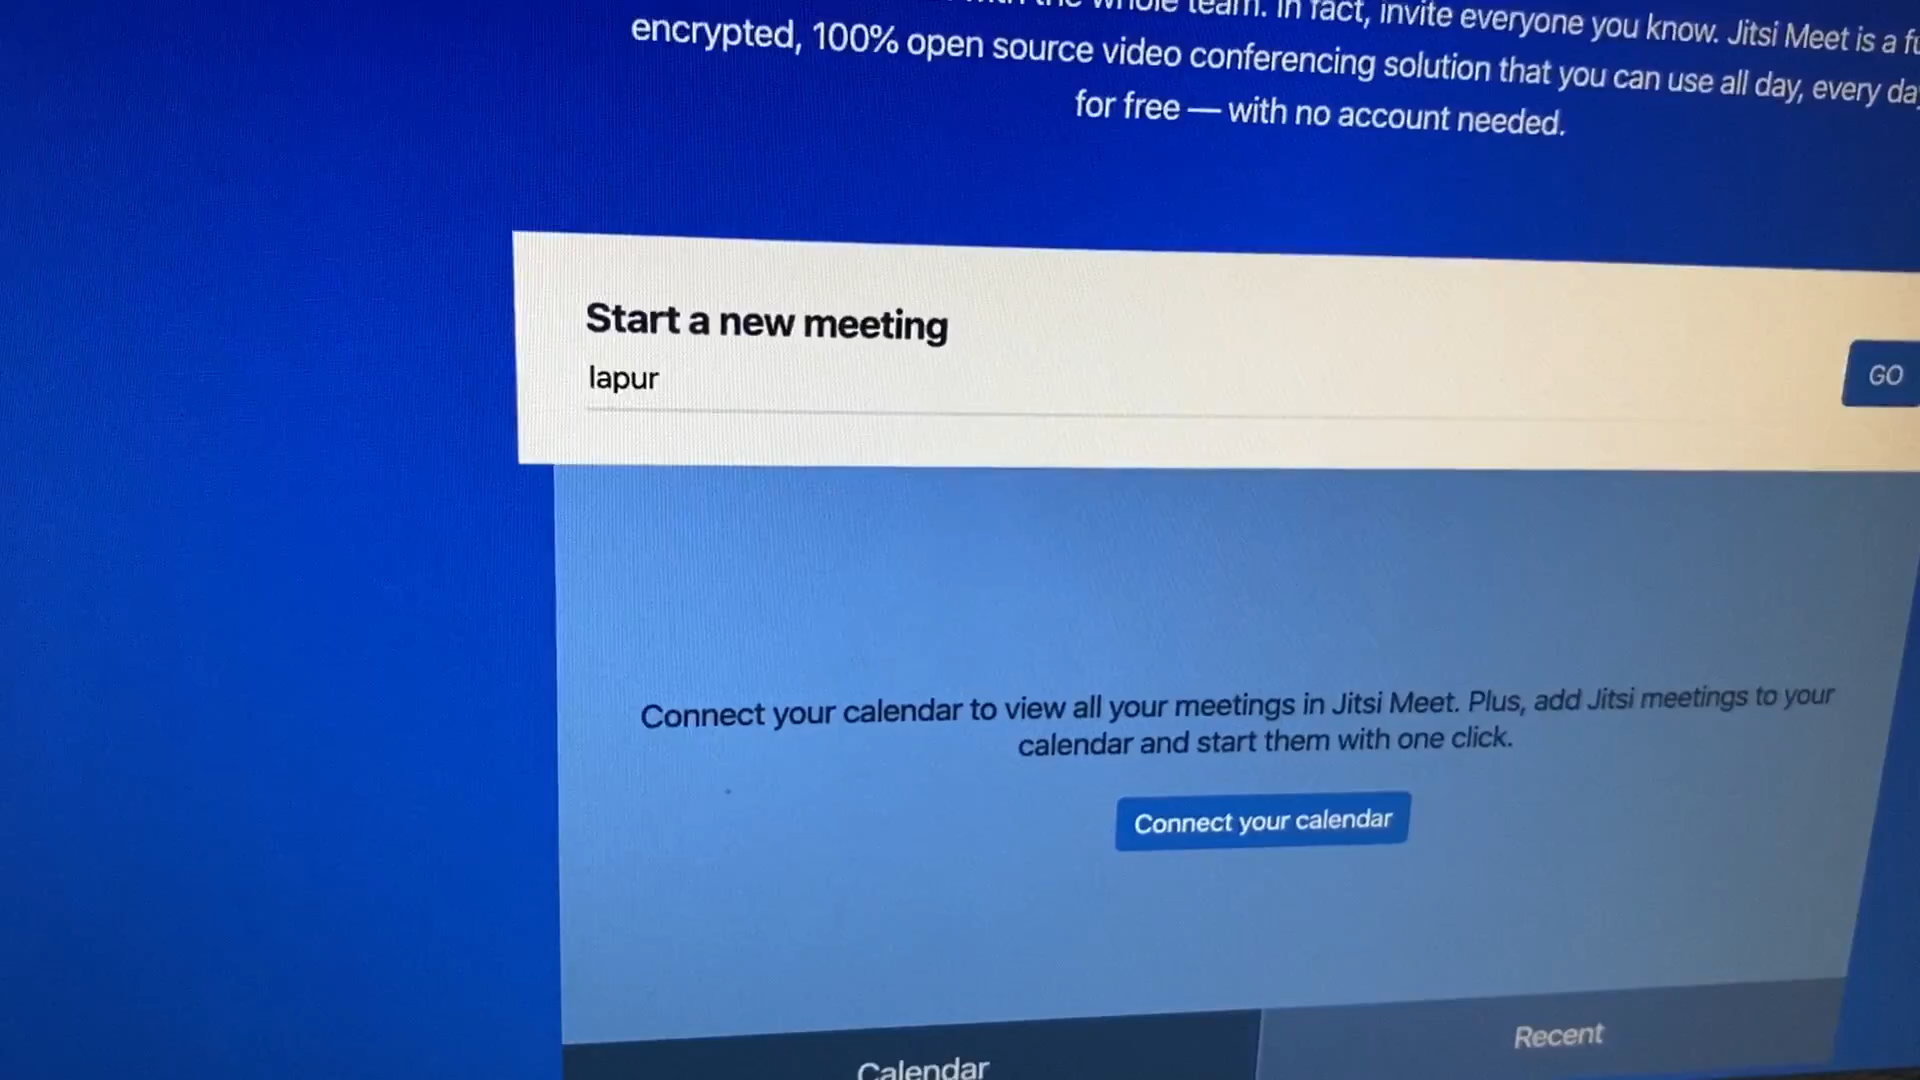 whole team. In fact, invite everyone you know. Jitsi Meet is a
encrypted, 100% open source video conferencing solution that you can use all day, every
for free — with no account needed.
Start a new meeting
lapur
GO
Connect your calendar to view all your meetings in Jitsi Meet. Plus, add Jitsi meetings to your
calendar and start them with one click.
Connect your calendar
Calendar
Recent